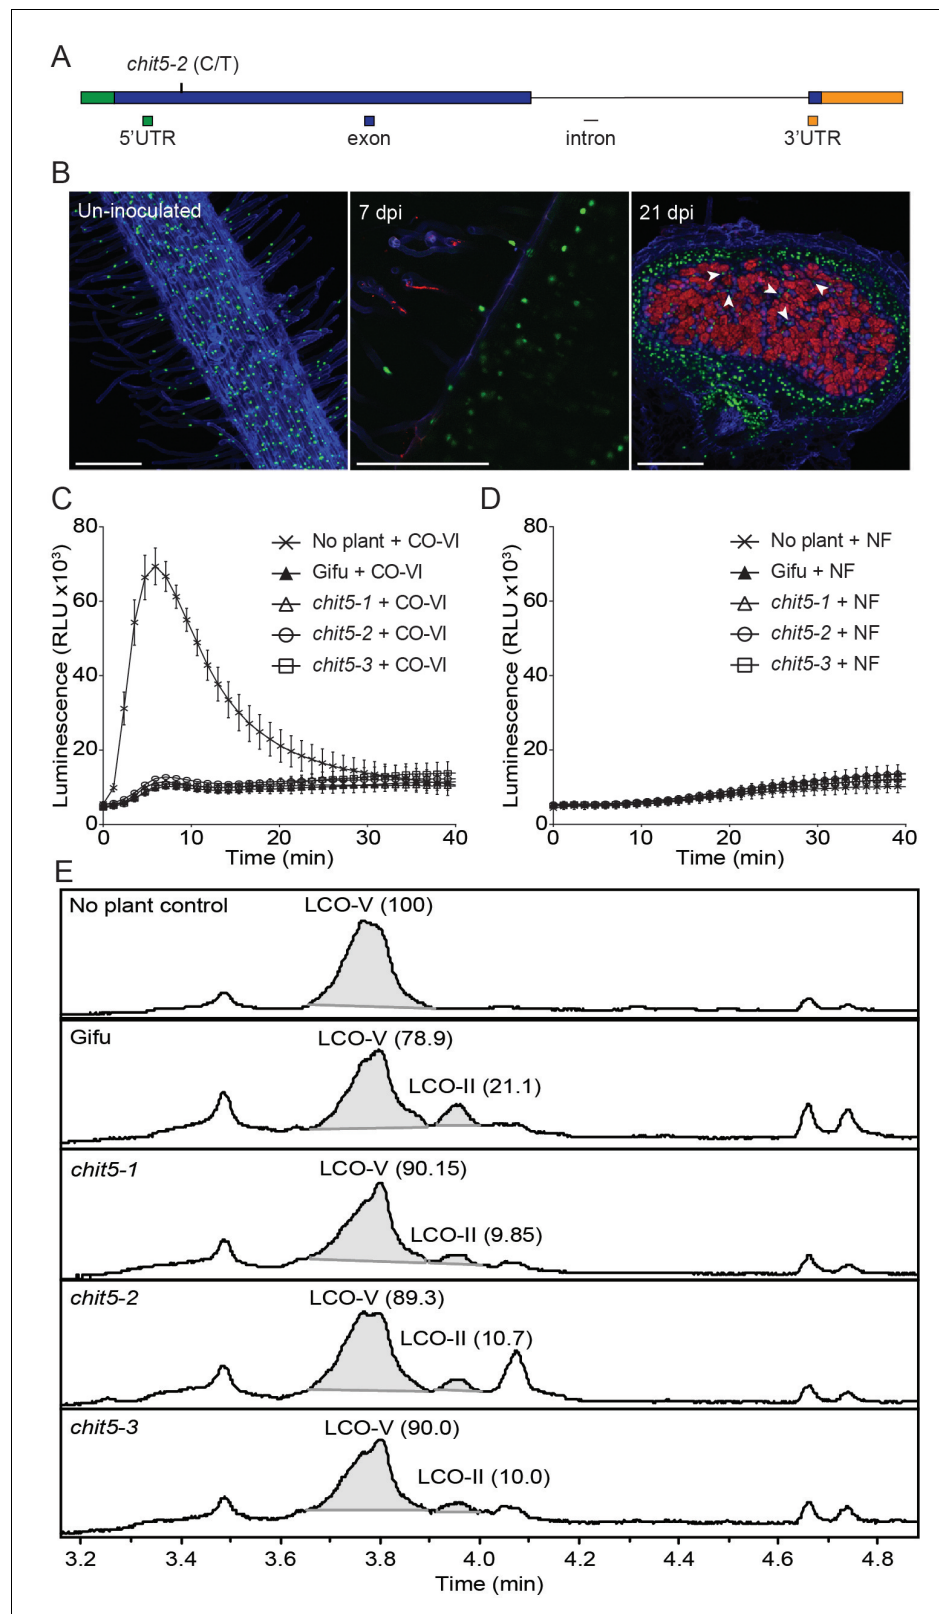 A
chit5-2 (C/T)
5'UTR
exon
intron
3'UTR
B
Un-inoculated
7 dpi
21 dpi
C
Luminescence (RLU x10³)
80
60
40
20
0
0 10 20 30 40
Time (min)
No plant + CO-VI
Gifu + CO-VI
chit5-1 + CO-VI
chit5-2 + CO-VI
chit5-3 + CO-VI
D
Luminescence (RLU x10³)
80
60
40
20
0
0 10 20 30 40
Time (min)
No plant + NF
Gifu + NF
chit5-1 + NF
chit5-2 + NF
chit5-3 + NF
E
No plant control
LCO-V (100)
Gifu
LCO-V (78.9)
LCO-II (21.1)
chit5-1
LCO-V (90.15)
LCO-II (9.85)
chit5-2
LCO-V (89.3)
LCO-II (10.7)
chit5-3
LCO-V (90.0)
LCO-II (10.0)
3.2 3.4 3.6 3.8 4.0 4.2 4.4 4.6 4.8
Time (min)